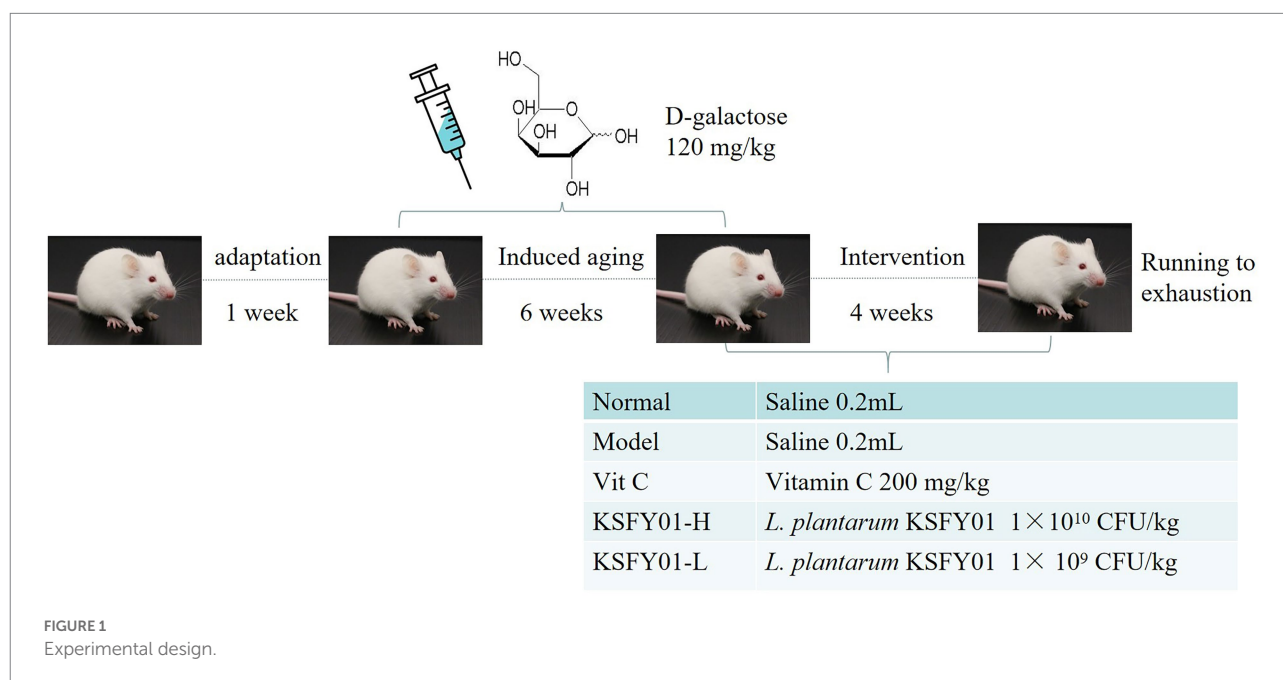 HO
OH
O
OH
OH
OH
OH
D-galactose
120 mg/kg
adaptation
1 week
Induced aging
6 weeks
Intervention
4 weeks
Running to
exhaustion
Normal Saline 0.2mL
Model Saline 0.2mL
Vit C Vitamin C 200 mg/kg
KSFY01-H L. plantarum KSFY01 1×10¹⁰ CFU/kg
KSFY01-L L. plantarum KSFY01 1× 10⁹ CFU/kg
FIGURE 1
Experimental design.